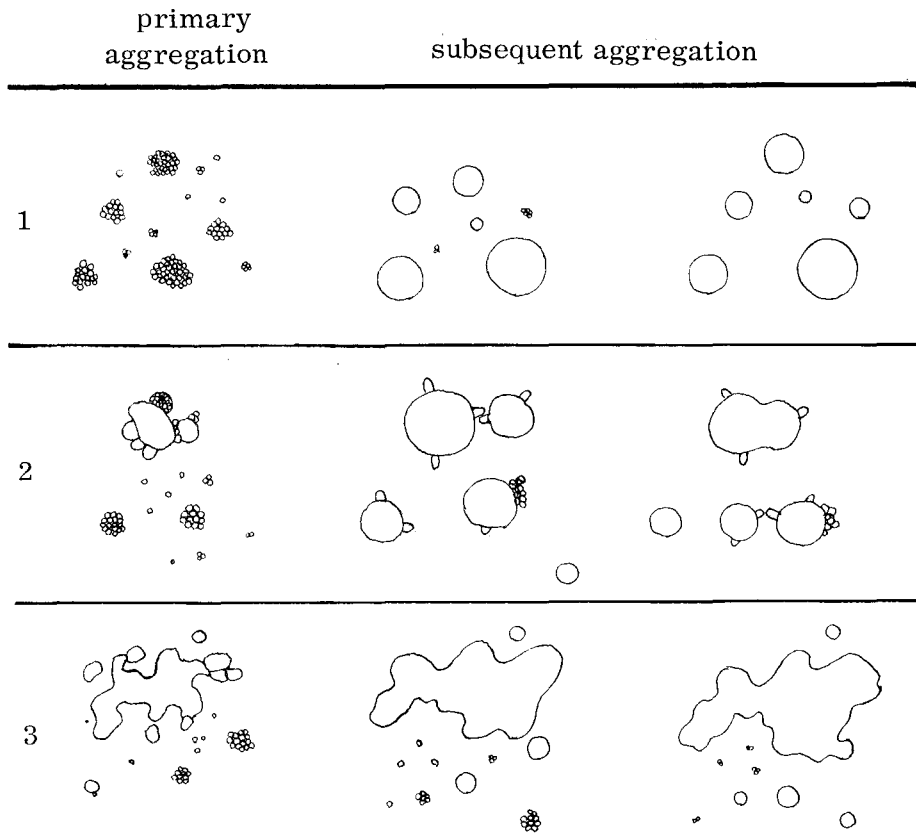 primary
aggregation
subsequent aggregation
1
2
3